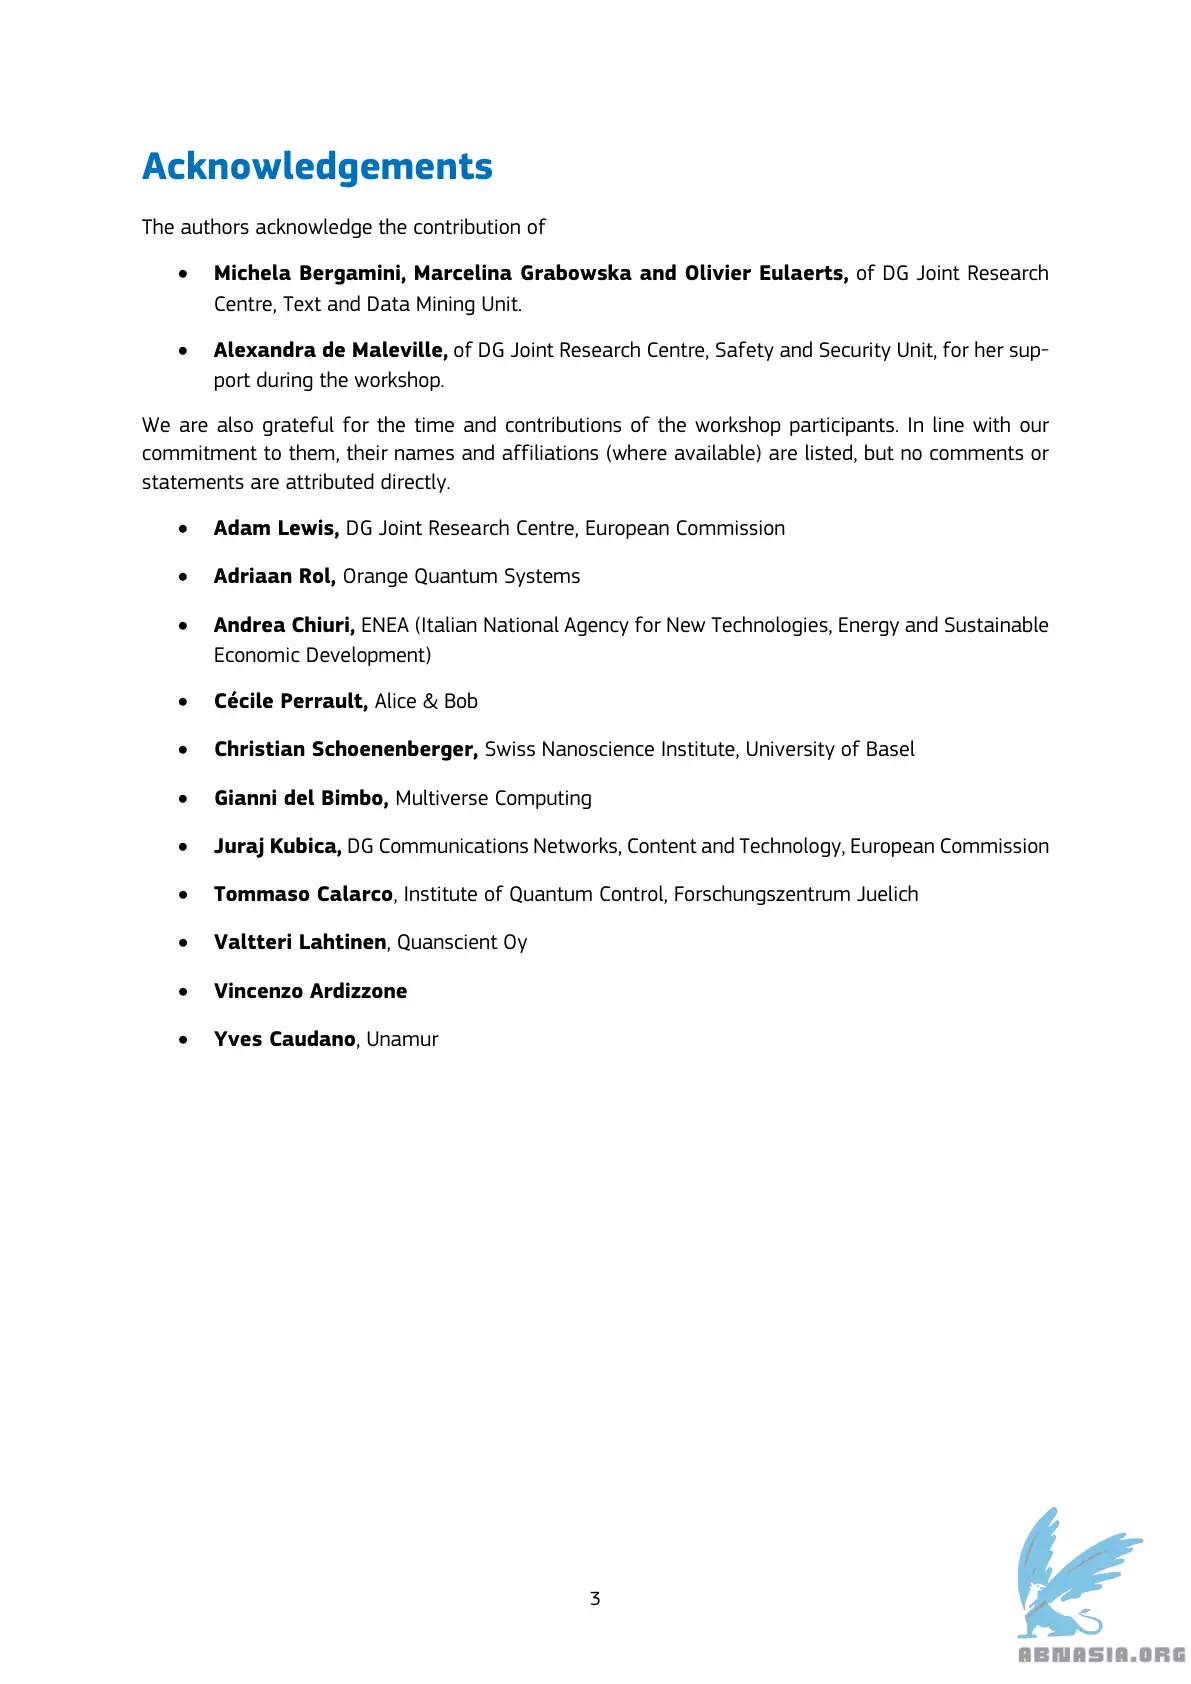 Acknowledgements
The authors acknowledge the contribution of
• Michela Bergamini, Marcelina Grabowska and Olivier Eulaerts, of DG Joint Research
Centre, Text and Data Mining Unit.
• Alexandra de Maleville, of DG Joint Research Centre, Safety and Security Unit, for her sup-
port during the workshop.
We are also grateful for the time and contributions of the workshop participants. In line with our
commitment to them, their names and affiliations (where available) are listed, but no comments or
statements are attributed directly.
• Adam Lewis, DG Joint Research Centre, European Commission
• Adriaan Rol, Orange Quantum Systems
• Andrea Chiuri, ENEA (Italian National Agency for New Technologies, Energy and Sustainable
Economic Development)
• Cécile Perrault, Alice & Bob
• Christian Schoenenberger, Swiss Nanoscience Institute, University of Basel
• Gianni del Bimbo, Multiverse Computing
• Juraj Kubica, DG Communications Networks, Content and Technology, European Commission
• Tommaso Calarco, Institute of Quantum Control, Forschungszentrum Juelich
• Valtteri Lahtinen, Quanscient Oy
• Vincenzo Ardizzone
• Yves Caudano, Unamur
3
ABNASIA.ORG